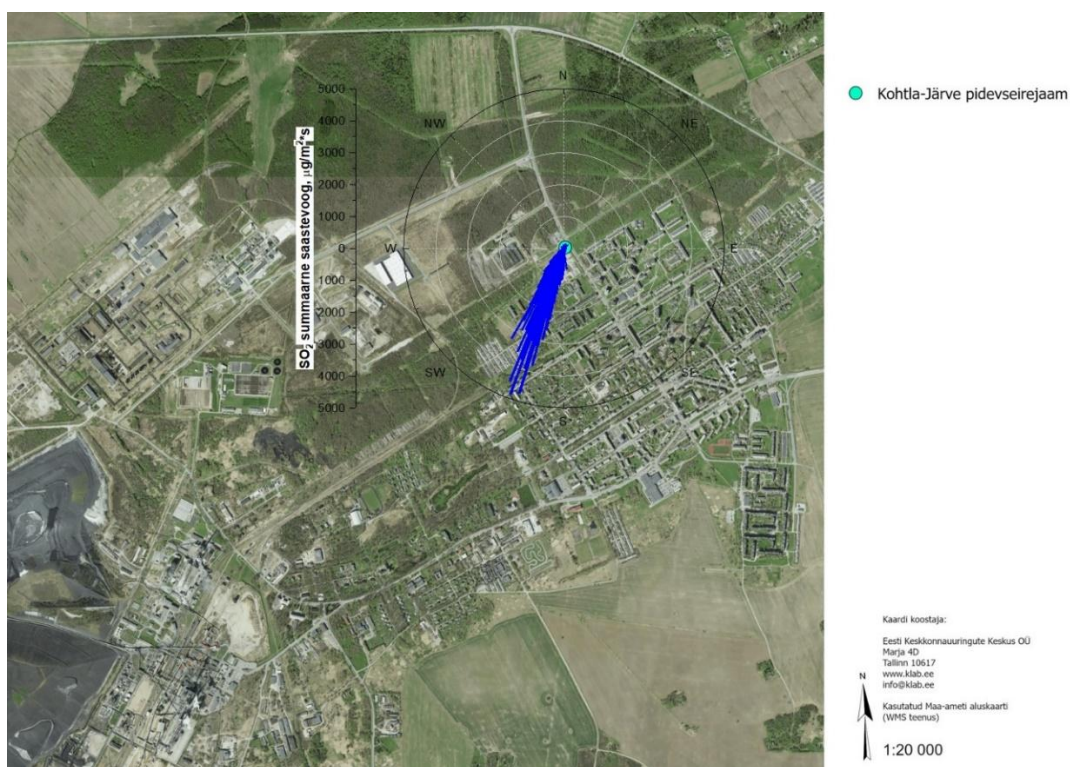 Kohtla-Järve pidevseirejaam
SO₂ summaarne saastevoog, µg/m²*s
5000
4000
3000
2000
1000
0
1000
2000
3000
4000
5000
N
NE
E
SE
S
SW
W
NW
Kaardi koostaja:
Eesti Keskkonnauuringute Keskus OÜ
Marja 4D
Tallinn 10617
www.klab.ee
info@klab.ee
N
Kasutatud Maa-ameti aluskaarti
(WMS teenus)
1:20 000